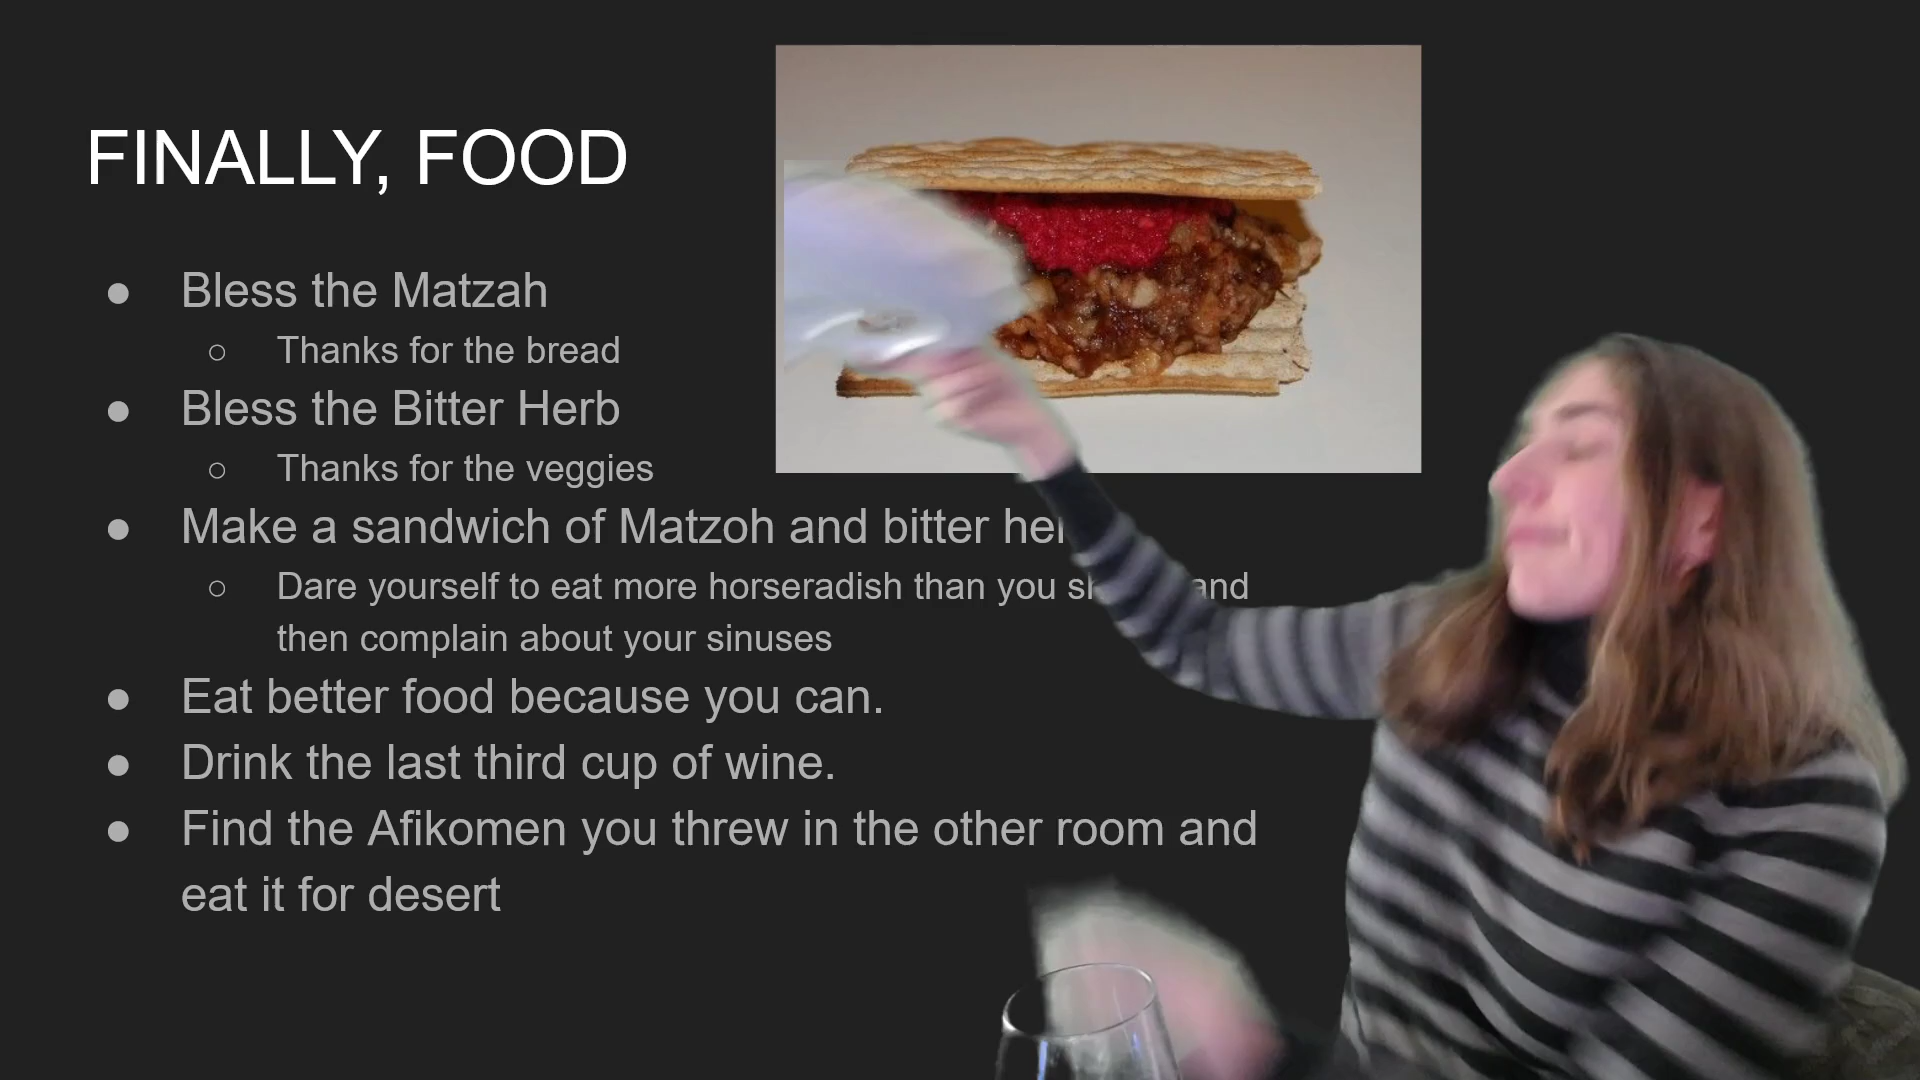 FINALLY, FOOD
● Bless the Matzah
○ Thanks for the bread
● Bless the Bitter Herb
○ Thanks for the veggies
● Make a sandwich of Matzoh and bitter
○ Dare yourself to eat more horseradish than you and
then complain about your sinuses
● Eat better food because you can.
● Drink the last third cup of wine.
● Find the Afikomen you threw in the other room and
eat it for desert